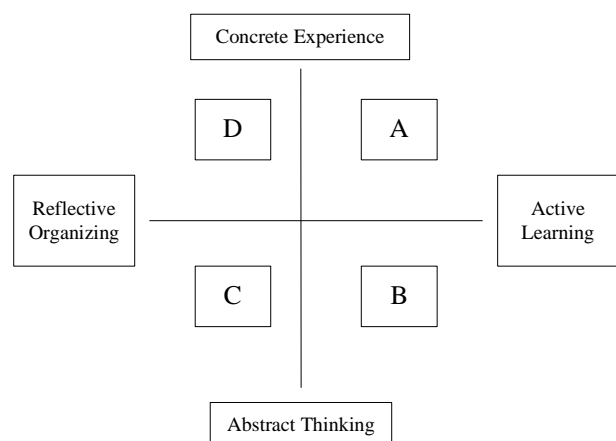 Concrete Experience
D
A
Reflective
Organizing
Active
Learning
C
B
Abstract Thinking